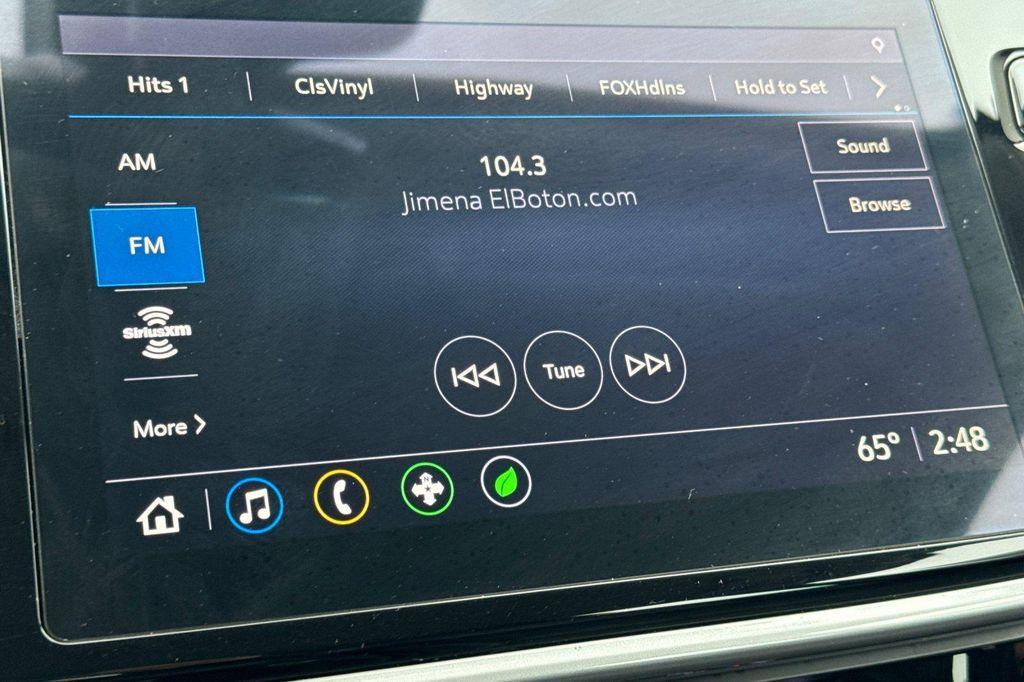 Hits 1 ClsVinyl Highway FOXHdlns Hold to Set
AM
104.3
Sound
Jimena ElBoton.com
Browse
FM
SiriusXM
Tune
More
65° 2:48
N